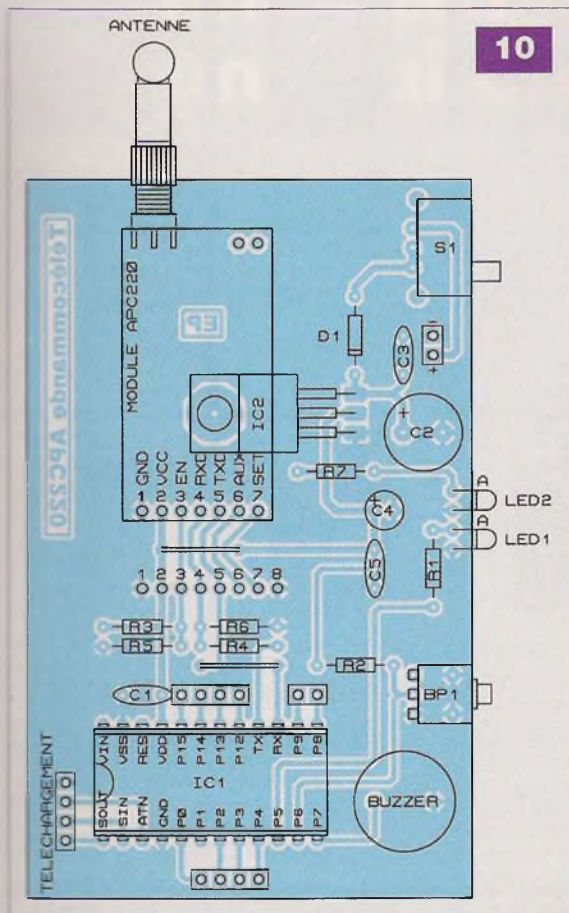 ANTENNE
10
Télécommande APC220
MODULE APC220
EP
S1
D1
C3
-
+
IC2
+
C2
1 GND
2 VCC
3 EN
4 RXD
5 TXD
6 AUX
7 SET
R7
+
C4
A
LED2
A
LED1
C5
R1
1 2 3 4 5 6 7 8
R3 R6
R5 R4
R2
C1
BP1
VIN VSS RES VDD P15 P14 P13 P12 TX RX P9 P8
IC1
SOUT SIN ATN GND P0 P1 P2 P3 P4 P5 P6 P7
TELECHARGEMENT
BUZZER